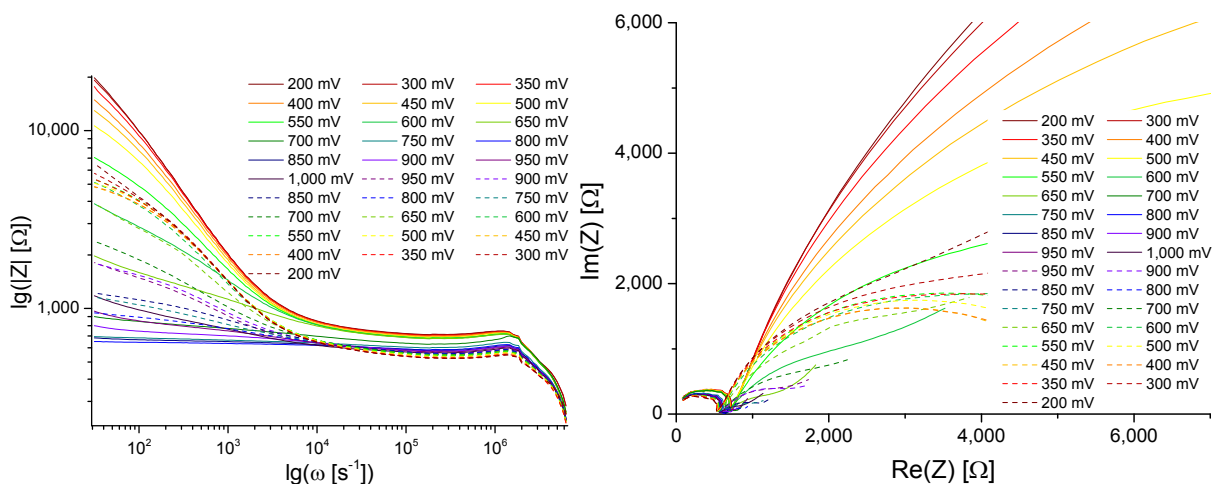 200 mV 300 mV 350 mV
400 mV 450 mV 500 mV
550 mV 600 mV 650 mV
700 mV 750 mV 800 mV
850 mV 900 mV 950 mV
1,000 mV 950 mV 900 mV
850 mV 800 mV 750 mV
700 mV 650 mV 600 mV
550 mV 500 mV 450 mV
400 mV 350 mV 300 mV
200 mV
10,000
1,000
lg(|Z| [Ω])
10² 10³ 10⁴ 10⁵ 10⁶
lg(ω [s⁻¹])
6,000
4,000
2,000
0
Im(Z) [Ω]
200 mV 300 mV
350 mV 400 mV
450 mV 500 mV
550 mV 600 mV
650 mV 700 mV
750 mV 800 mV
850 mV 900 mV
950 mV 1,000 mV
950 mV 900 mV
850 mV 800 mV
750 mV 700 mV
650 mV 600 mV
550 mV 500 mV
450 mV 400 mV
350 mV 300 mV
200 mV
0 2,000 4,000 6,000
Re(Z) [Ω]